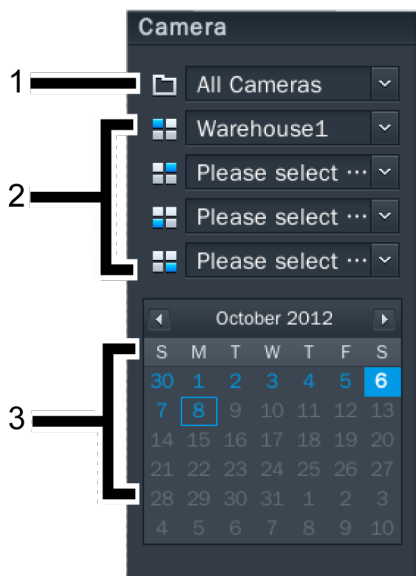 Camera
1 All Cameras
Warehouse1
2 Please select ···
Please select ···
Please select ···
October 2012
S M T W T F S
30 1 2 3 4 5 6
3 7 8 9 10 11 12 13
14 15 16 17 18 19 20
21 22 23 24 25 26 27
28 29 30 31 1 2 3
4 5 6 7 8 9 10